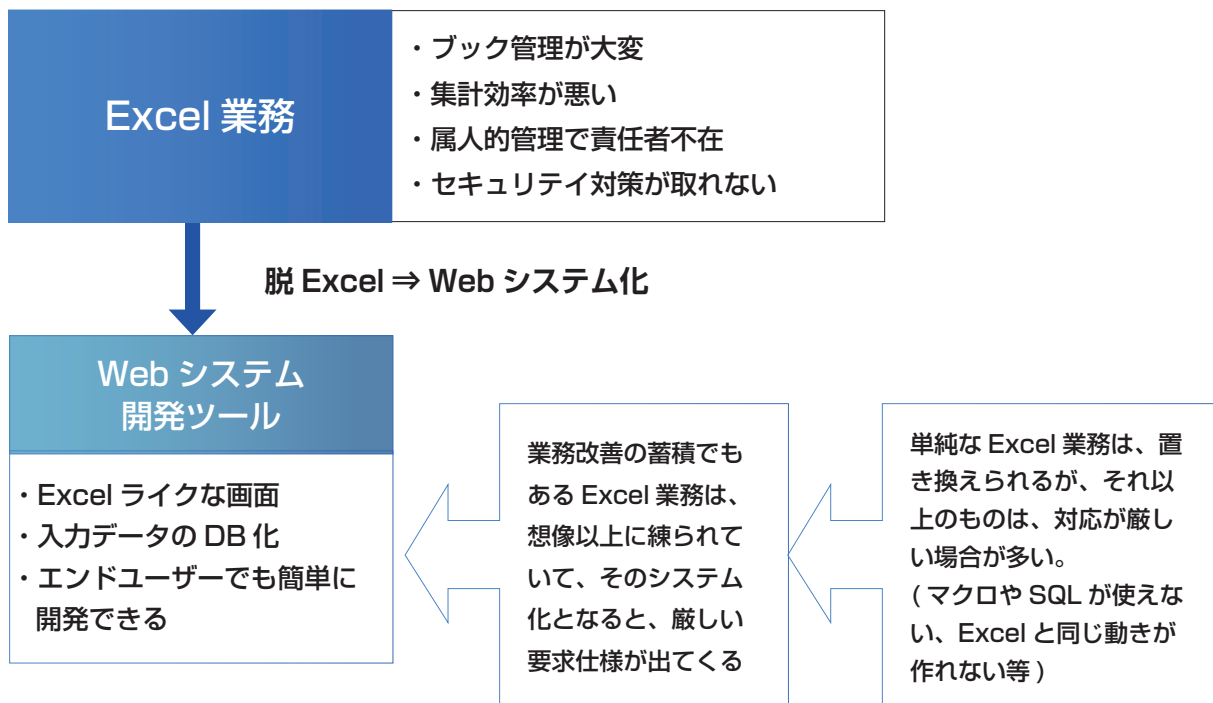 Excel 業務
・ブック管理が大変
・集計効率が悪い
・属人的管理で責任者不在
・セキュリテイ対策が取れない
脱 Excel ⇒ Web システム化
Web システム
開発ツール
・Excel ライクな画面
・入力データの DB 化
・エンドユーザーでも簡単に
開発できる
業務改善の蓄積でも
ある Excel 業務は、
想像以上に練られて
いて、そのシステム
化となると、厳しい
要求仕様が出てくる
単純な Excel 業務は、置
き換えられるが、それ以
上のものは、対応が厳し
い場合が多い。
( マクロや SQL が使えな
い、Excel と同じ動きが
作れない等 )